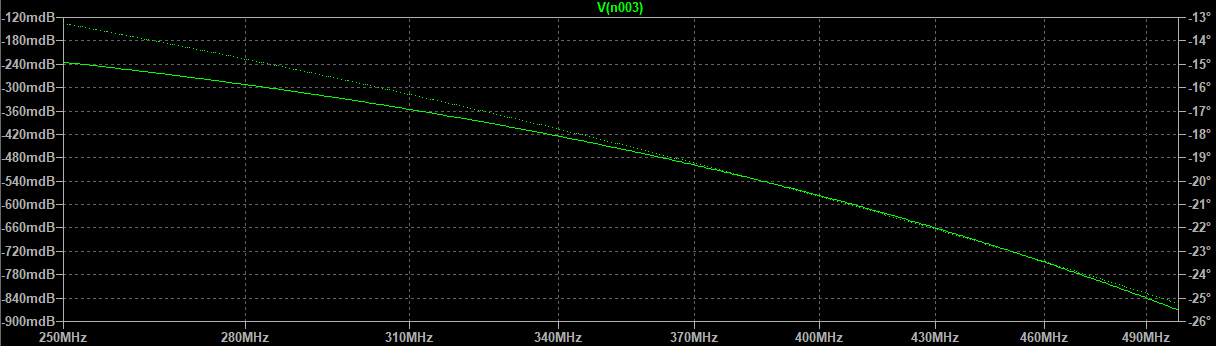 V(n003)
-120mdB -13°
-180mdB -14°
-240mdB -15°
-300mdB -16°
-360mdB -17°
-420mdB -18°
-480mdB -19°
-540mdB -20°
-600mdB -21°
-660mdB -22°
-720mdB -23°
-780mdB -24°
-840mdB -25°
-900mdB -26°
250MHz 280MHz 310MHz 340MHz 370MHz 400MHz 430MHz 460MHz 490MHz